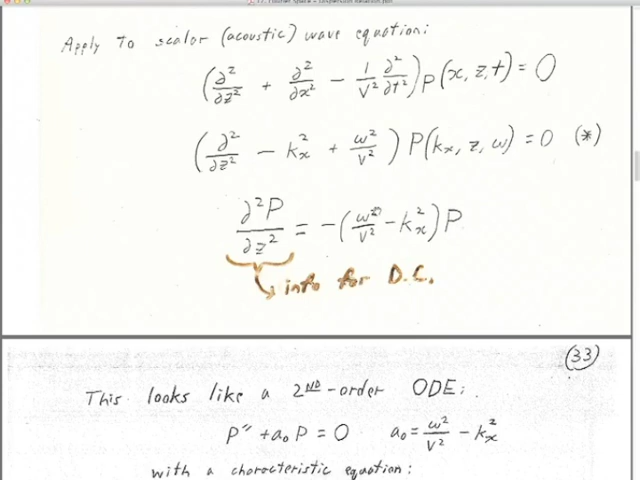 Apply to scalar (acoustic) wave equation:
(∂²/∂z² + ∂²/∂x² − 1/V² ∂²/∂t²) p(x, z, t) = 0
(∂²/∂z² − kₓ² + ω²/V²) P(kₓ, z, ω) = 0 (*)
∂²P/∂z² = −(ω²/V² − kₓ²) P
info for D.C.
(33)
This looks like a 2ND-order ODE:
P″ + a₀ P = 0 a₀ = ω²/V² − kₓ²
with a characteristic equation: